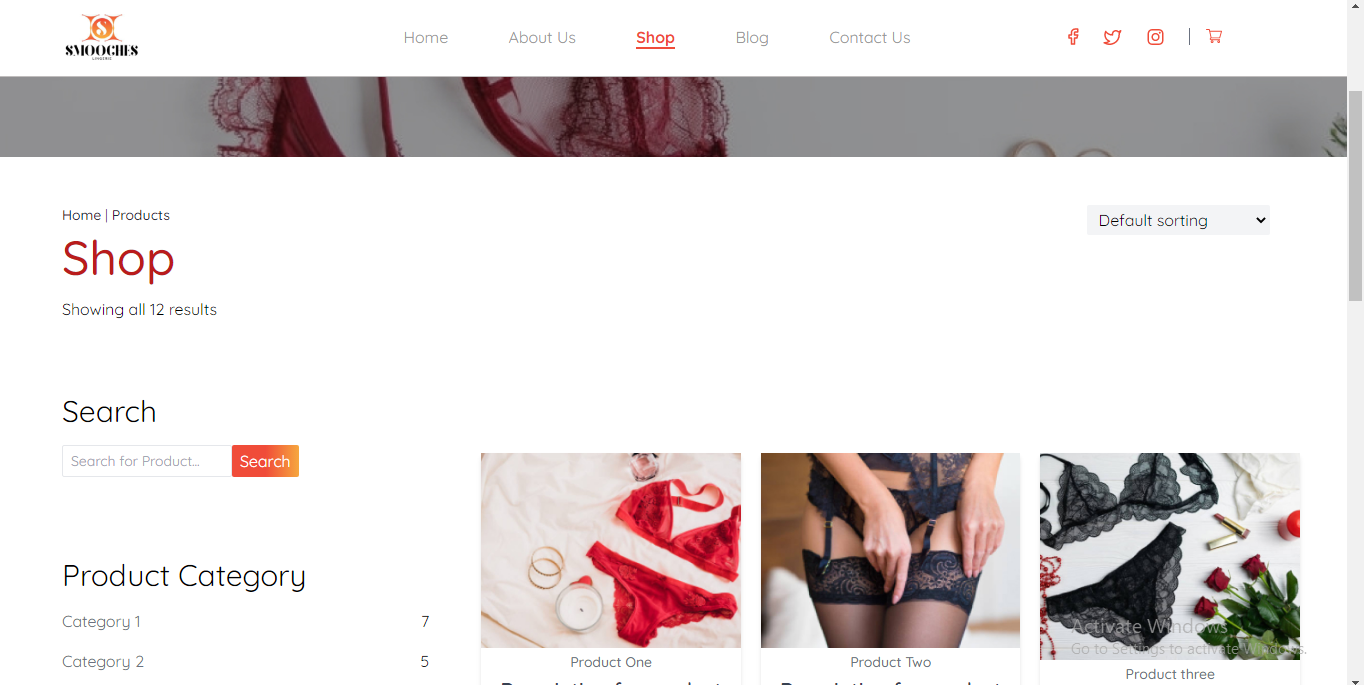 SMOOCHES
LINGERIE
Home
About Us
Shop
Blog
Contact Us
Home | Products
Default sorting
Shop
Showing all 12 results
Search
Search for Product...
Search
Product Category
Category 1
7
Category 2
5
Product One
Product Two
Product three
Activate Windows
Go to Settings to activate Windows.